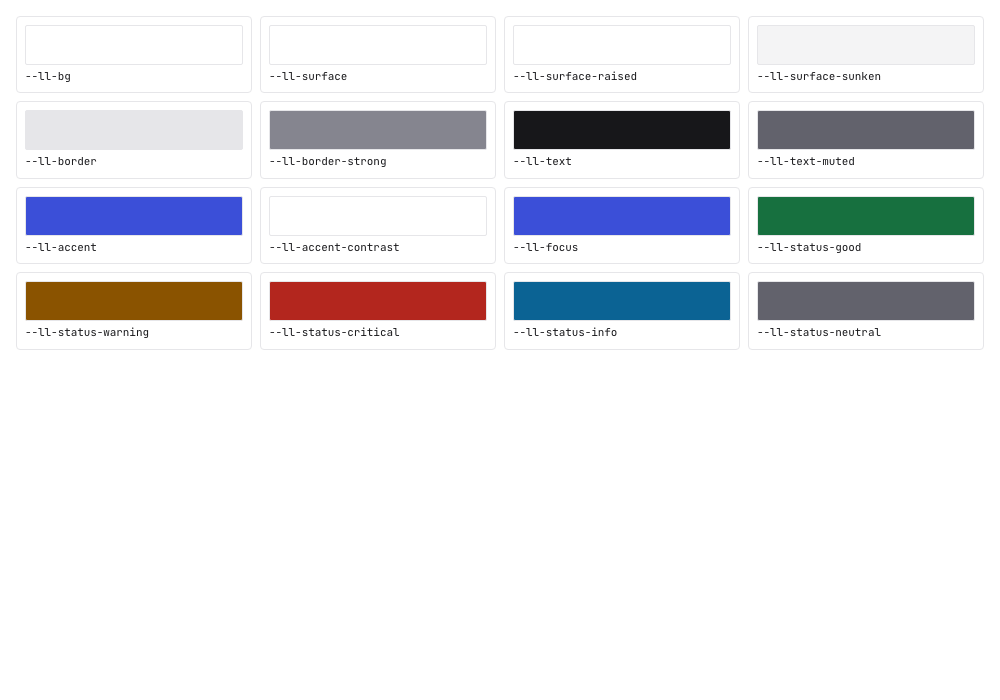 --ll-bg
--ll-surface
--ll-surface-raised
--ll-surface-sunken
--ll-border
--ll-border-strong
--ll-text
--ll-text-muted
--ll-accent
--ll-accent-contrast
--ll-focus
--ll-status-good
--ll-status-warning
--ll-status-critical
--ll-status-info
--ll-status-neutral